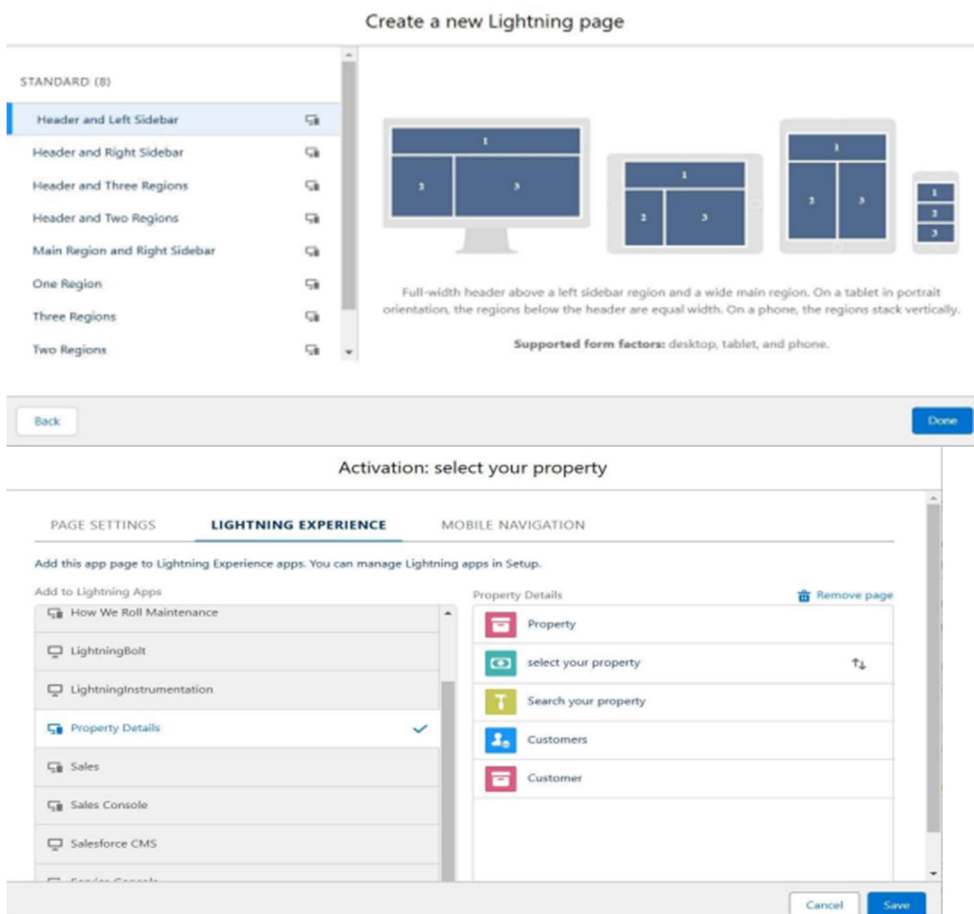 Create a new Lightning page
STANDARD (8)
Header and Left Sidebar
Header and Right Sidebar
Header and Three Regions
Header and Two Regions
Main Region and Right Sidebar
One Region
Three Regions
Two Regions
1
2 3
1
2 3
1
2 3
1
2
3
Full-width header above a left sidebar region and a wide main region. On a tablet in portrait
orientation, the regions below the header are equal width. On a phone, the regions stack vertically.
Supported form factors: desktop, tablet, and phone.
Back
Done
Activation: select your property
PAGE SETTINGS LIGHTNING EXPERIENCE MOBILE NAVIGATION
Add this app page to Lightning Experience apps. You can manage Lightning apps in Setup.
Add to Lightning Apps
How We Roll Maintenance
LightningBolt
LightningInstrumentation
Property Details
Sales
Sales Console
Salesforce CMS
Property Details
Remove page
Property
select your property
Search your property
Customers
Customer
Cancel
Save